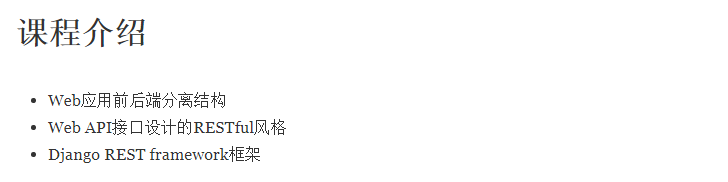 课程介绍
Web应用前后端分离结构
Web API接口设计的RESTful风格
Django REST framework框架